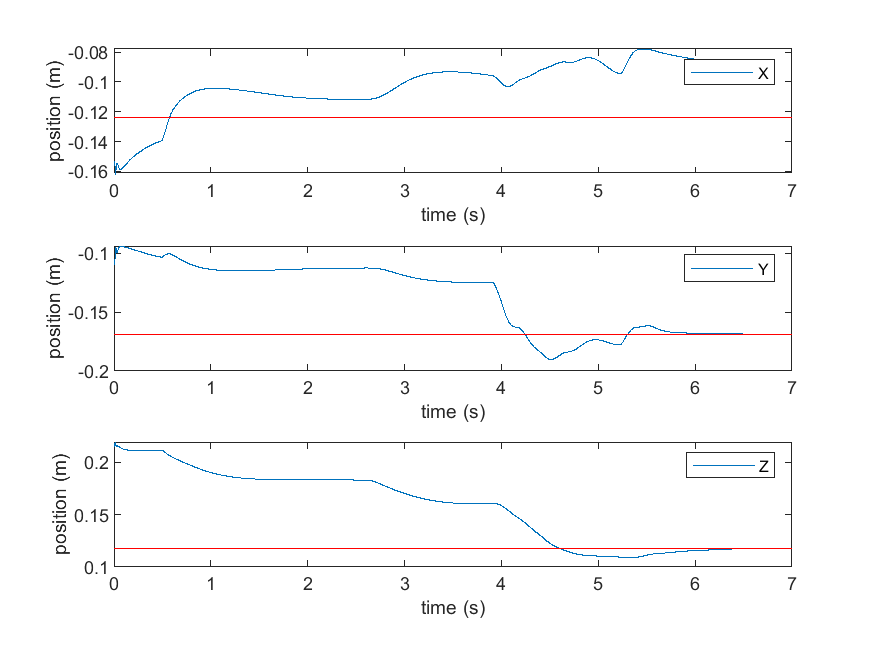 -0.08
-0.1
-0.12
-0.14
-0.16
position (m)
X
0 1 2 3 4 5 6 7
time (s)
-0.1
-0.15
-0.2
position (m)
Y
0 1 2 3 4 5 6 7
time (s)
0.2
0.15
0.1
position (m)
Z
0 1 2 3 4 5 6 7
time (s)